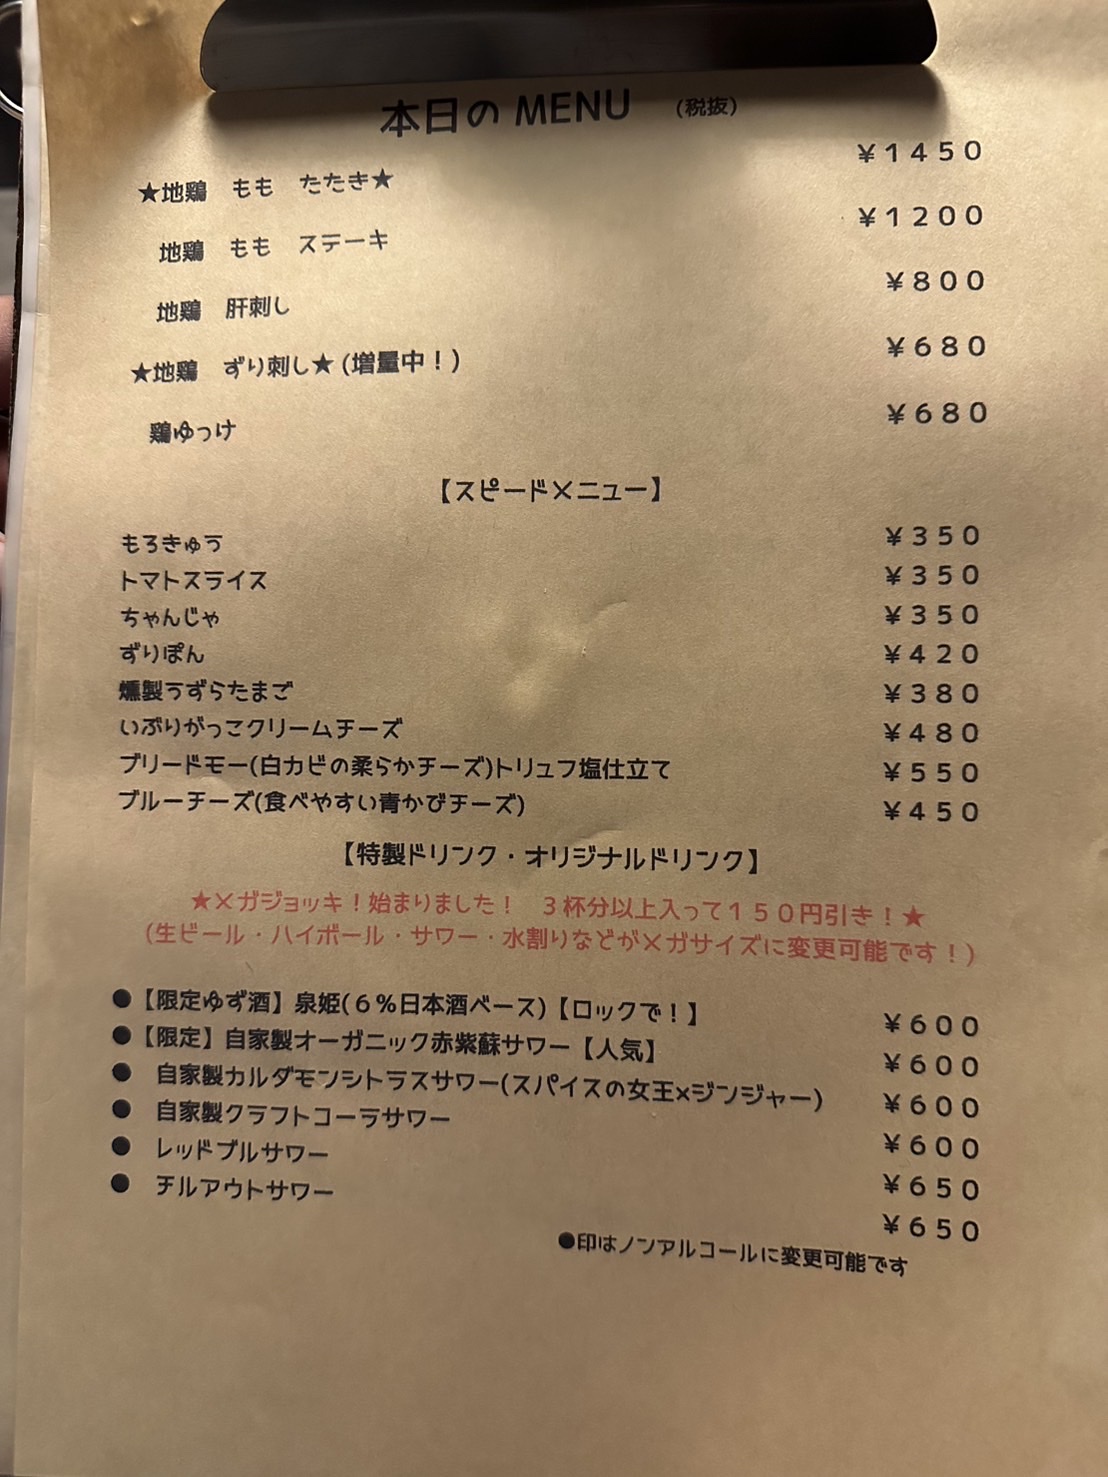 本日の MENU (税抜)
★地鶏 もも たたき★ ¥1450
地鶏 もも ステーキ ¥1200
地鶏 肝刺し ¥800
★地鶏 ずり刺し★(増量中!) ¥680
鶏ゆっけ ¥680
【スピードメニュー】
もろきゅう ¥350
トマトスライス ¥350
ちゃんじゃ ¥350
ずりぽん ¥420
燻製うずらたまご ¥380
いぶりがっこクリームチーズ ¥480
ブリードモー(白カビの柔らかチーズ)トリュフ塩仕立て ¥550
ブルーチーズ(食べやすい青かびチーズ) ¥450
【特製ドリンク・オリジナルドリンク】
★メガジョッキ!始まりました! 3杯分以上入って150円引き!★
(生ビール・ハイボール・サワー・水割りなどがメガサイズに変更可能です!)
●【限定ゆず酒】泉姫(6%日本酒ベース)【ロックで!】 ¥600
●【限定】自家製オーガニック赤紫蘇サワー【人気】 ¥600
● 自家製カルダモンシトラスサワー(スパイスの女王×ジンジャー) ¥600
● 自家製クラフトコーラサワー ¥600
● レッドブルサワー ¥650
● チルアウトサワー ¥650
●印はノンアルコールに変更可能です